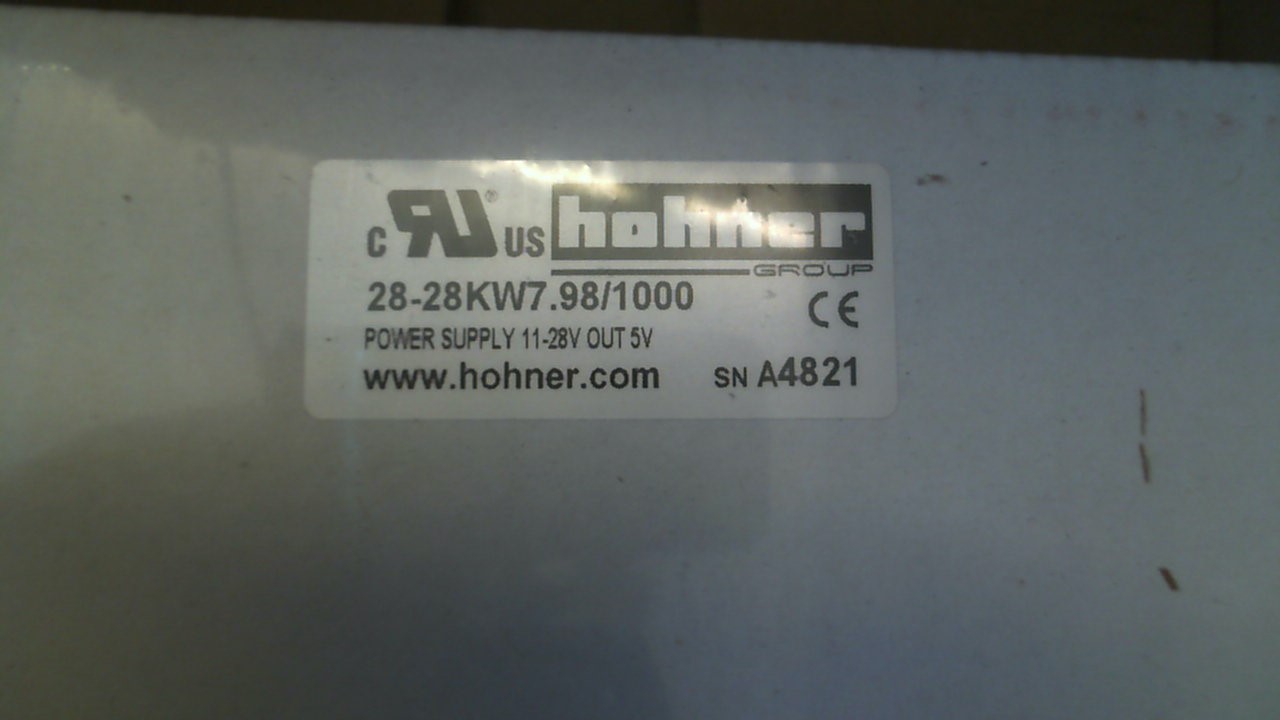 c RU® US hohner
GROUP
28-28KW7.98/1000
CE
POWER SUPPLY 11-28V OUT 5V
www.hohner.com SN A4821